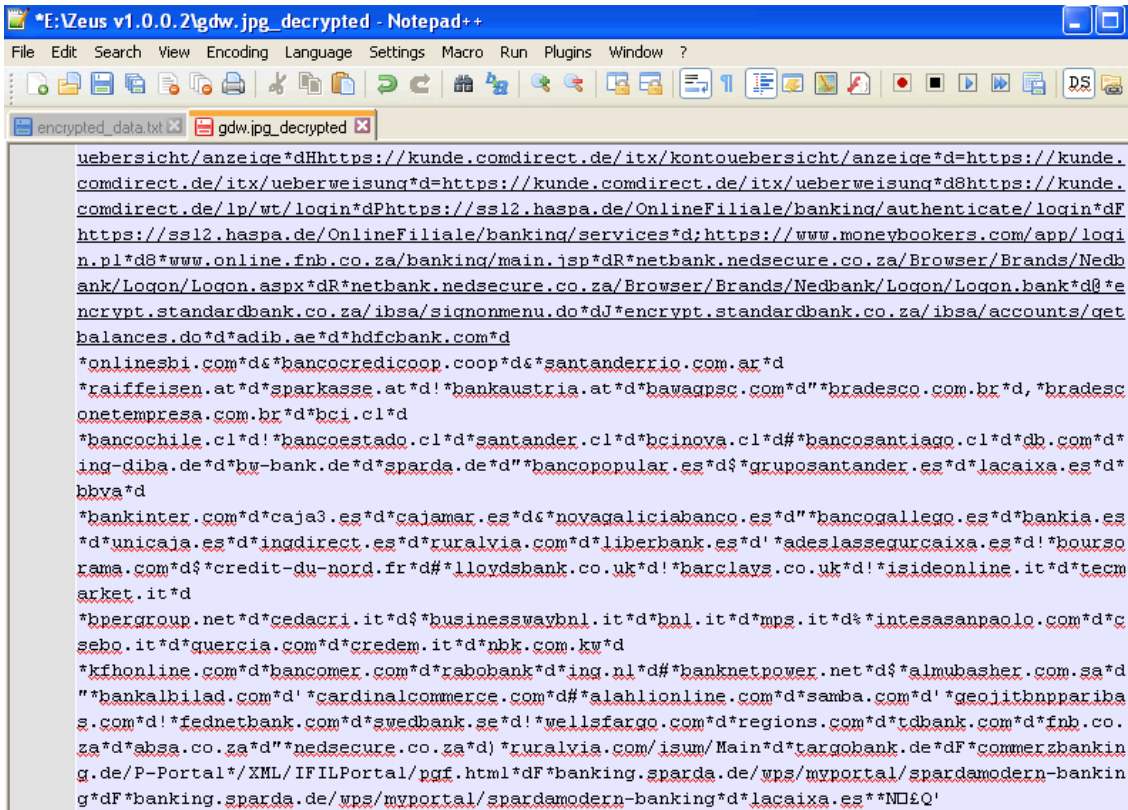 *E:\Zeus v1.0.0.2\gdw.jpg_decrypted - Notepad++
File Edit Search View Encoding Language Settings Macro Run Plugins Window ?
encrypted_data.txt gdw.jpg_decrypted
uebersicht/anzeige*dHhttps://kunde.comdirect.de/itx/kontouebersicht/anzeige*d=https://kunde.
comdirect.de/itx/ueberweisung*d=https://kunde.comdirect.de/itx/ueberweisung*d8https://kunde.
comdirect.de/lp/wt/login*dPhttps://ssl2.haspa.de/OnlineFiliale/banking/authenticate/login*dF
https://ssl2.haspa.de/OnlineFiliale/banking/services*d;https://www.moneybookers.com/app/logi
n.pl*d8*www.online.fnb.co.za/banking/main.jsp*dR*netbank.nedsecure.co.za/Browser/Brands/Nedb
ank/Logon/Logon.aspx*dR*netbank.nedsecure.co.za/Browser/Brands/Nedbank/Logon/Logon.bank*d@*e
ncrypt.standardbank.co.za/ibsa/signonmenu.do*dJ*encrypt.standardbank.co.za/ibsa/accounts/get
balances.do*d*adib.ae*d*hdfcbank.com*d
*onlinesbi.com*d&*bancocredicoop.coop*d&*santanderrio.com.ar*d
*raiffeisen.at*d*sparkasse.at*d!*bankaustria.at*d*bawagpsc.com*d"*bradesco.com.br*d,*bradesc
onetempresa.com.br*d*bci.cl*d
*bancochile.cl*d!*bancoestado.cl*d*santander.cl*d*bcinova.cl*d#*bancosantiago.cl*d*db.com*d*
ing-diba.de*d*bw-bank.de*d*sparda.de*d"*bancopopular.es*d$*gruposantander.es*d*lacaixa.es*d*
bbva*d
*bankinter.com*d*caja3.es*d*cajamar.es*d&*novagaliciabanco.es*d"*bancogallego.es*d*bankia.es
*d*unicaja.es*d*ingdirect.es*d*ruralvia.com*d*liberbank.es*d'*adeslassegurcaixa.es*d!*bourso
rama.com*d$*credit-du-nord.fr*d#*lloydsbank.co.uk*d!*barclays.co.uk*d!*isideonline.it*d*tecm
arket.it*d
*bpergroup.net*d*cedacri.it*d$*businesswaybnl.it*d*bnl.it*d*mps.it*d%*intesasanpaolo.com*d*c
sebo.it*d*quercia.com*d*credem.it*d*nbk.com.kw*d
*kfhonline.com*d*bancomer.com*d*rabobank*d*ing.nl*d#*banknetpower.net*d$*almubasher.com.sa*d
"*bankalbilad.com*d'*cardinalcommerce.com*d#*alahlionline.com*d*samba.com*d'*geojitbnppariba
s.com*d!*fednetbank.com*d*swedbank.se*d!*wellsfargo.com*d*regions.com*d*tdbank.com*d*fnb.co.
za*d*absa.co.za*d"*nedsecure.co.za*d)*ruralvia.com/isum/Main*d*targobank.de*dF*commerzbankin
g.de/P-Portal*/XML/IFILPortal/pgf.html*dF*banking.sparda.de/wps/myportal/spardamodern-bankin
g*dF*banking.sparda.de/wps/myportal/spardamodern-banking*d*lacaixa.es**N□£Q'